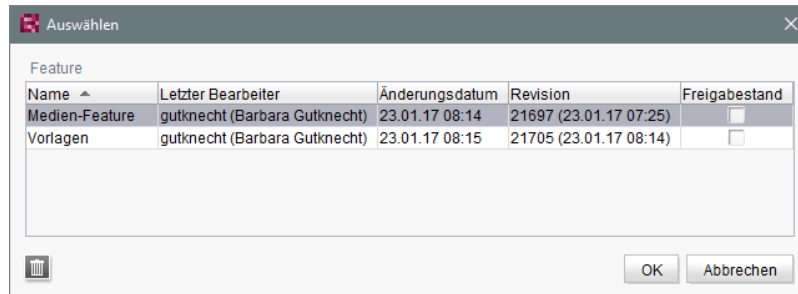 Auswählen
Feature
Name Letzter Bearbeiter Änderungsdatum Revision Freigabestand
Medien-Feature gutknecht (Barbara Gutknecht) 23.01.17 08:14 21697 (23.01.17 07:25)
Vorlagen gutknecht (Barbara Gutknecht) 23.01.17 08:15 21705 (23.01.17 08:14)
OK Abbrechen